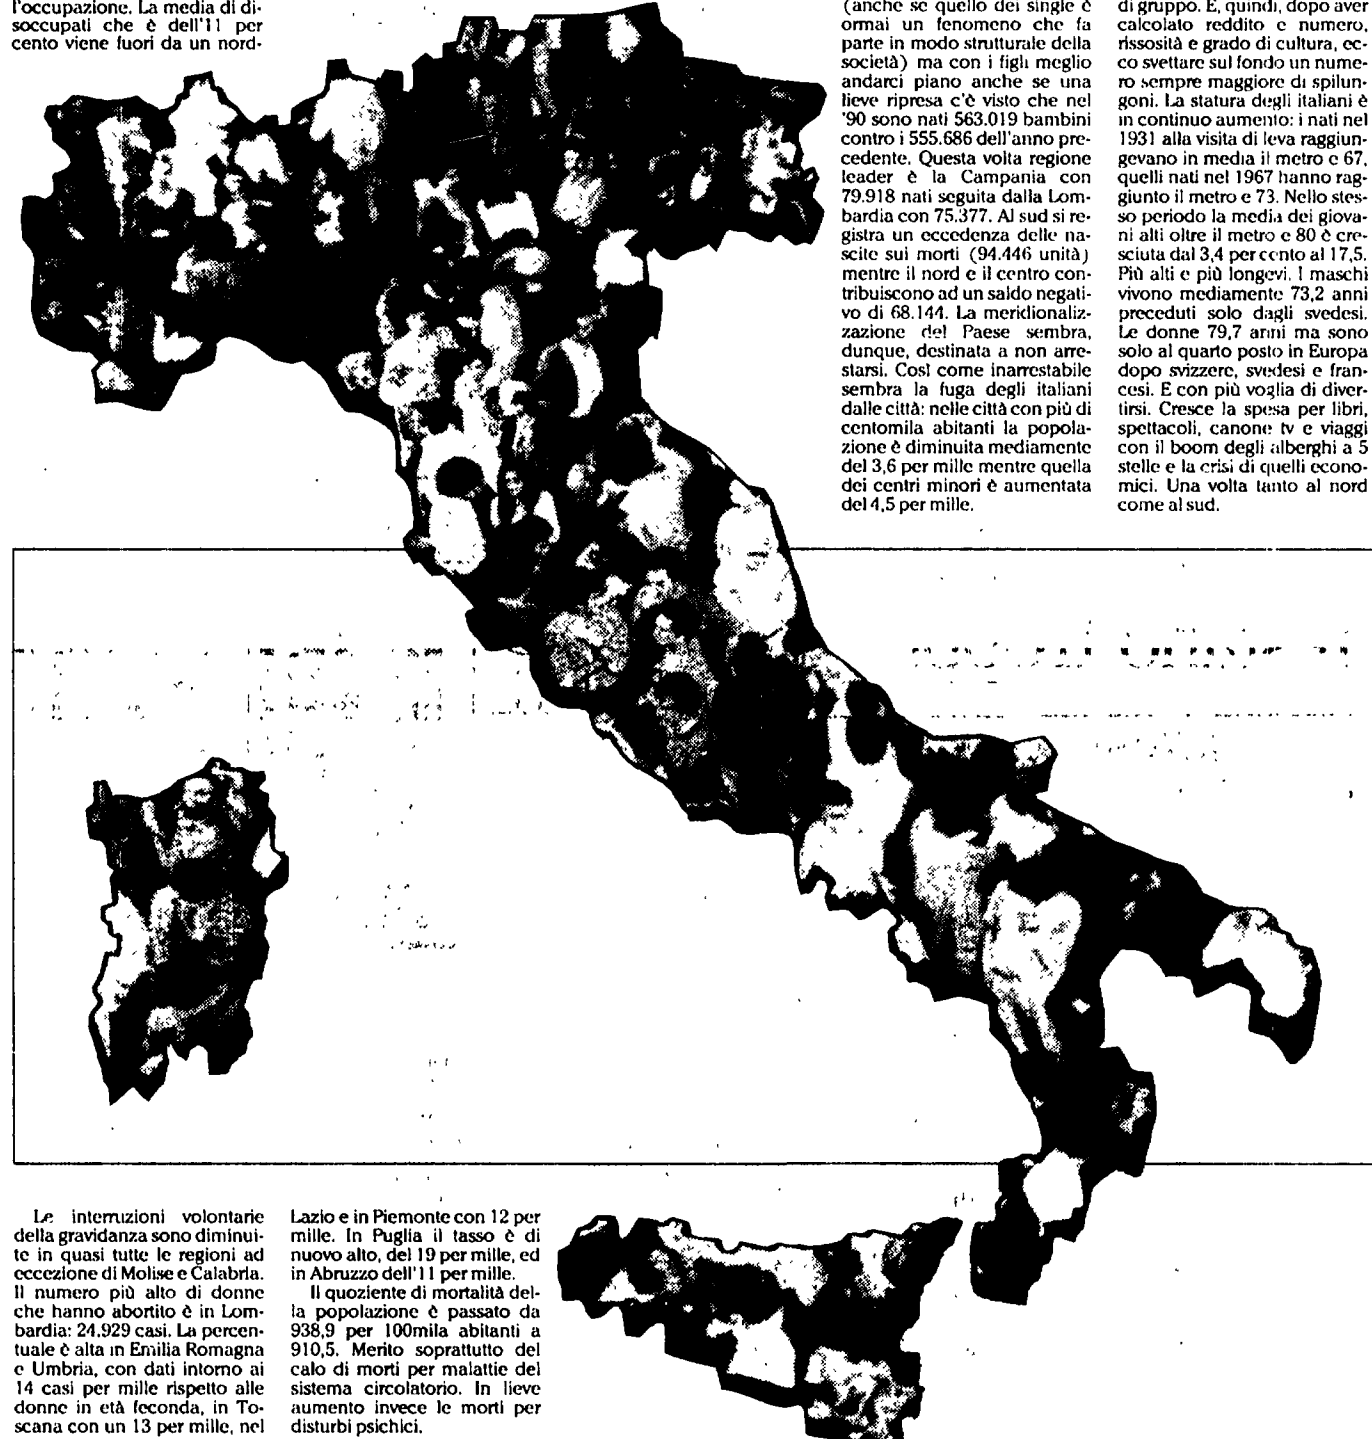 l'occupazione. La media di di-
soccupati che è dell'11 per
cento viene fuori da un nord-
(anche se quello dei single è
ormai un fenomeno che fa
parte in modo strutturale della
società) ma con i figli meglio
andarci piano anche se una
lieve ripresa c'è visto che nel
'90 sono nati 563.019 bambini
contro i 555.686 dell'anno pre-
cedente. Questa volta regione
leader è la Campania con
79.918 nati seguita dalla Lom-
bardia con 75.377. Al sud si re-
gistra un eccedenza delle na-
scite sui morti (94.446 unità)
mentre il nord e il centro con-
tribuiscono ad un saldo negati-
vo di 68.144. La meridionaliz-
zazione del Paese sembra,
dunque, destinata a non arre-
starsi. Così come inarrestabile
sembra la fuga degli italiani
dalle città: nelle città con più di
centomila abitanti la popola-
zione è diminuita mediamente
del 3,6 per mille mentre quella
dei centri minori è aumentata
del 4,5 per mille.
di gruppo. E, quindi, dopo aver
calcolato reddito e numero,
rissosità e grado di cultura, ec-
co svettare sul fondo un nume-
ro sempre maggiore di spilun-
goni. La statura degli italiani è
in continuo aumento: i nati nel
1931 alla visita di leva raggiun-
gevano in media il metro e 67,
quelli nati nel 1967 hanno rag-
giunto il metro e 73. Nello stes-
so periodo la media dei giova-
ni alti oltre il metro e 80 è cre-
sciuta dal 3,4 per cento al 17,5.
Più alti e più longevi. I maschi
vivono mediamente 73,2 anni
preceduti solo dagli svedesi.
Le donne 79,7 anni ma sono
solo al quarto posto in Europa
dopo svizzere, svedesi e fran-
cesi. E con più voglia di diver-
tirsi. Cresce la spesa per libri,
spettacoli, canone tv e viaggi
con il boom degli alberghi a 5
stelle e la crisi di quelli econo-
mici. Una volta tanto al nord
come al sud.
Le interruzioni volontarie
della gravidanza sono diminui-
te in quasi tutte le regioni ad
eccezione di Molise e Calabria.
Il numero più alto di donne
che hanno abortito è in Lom-
bardia: 24.929 casi. La percen-
tuale è alta in Emilia Romagna
e Umbria, con dati intorno ai
14 casi per mille rispetto alle
donne in età feconda, in To-
scana con un 13 per mille, nel
Lazio e in Piemonte con 12 per
mille. In Puglia il tasso è di
nuovo alto, del 19 per mille, ed
in Abruzzo dell'11 per mille.
Il quoziente di mortalità del-
la popolazione è passato da
938,9 per 100mila abitanti a
910,5. Merito soprattutto del
calo di morti per malattie del
sistema circolatorio. In lieve
aumento invece le morti per
disturbi psichici.